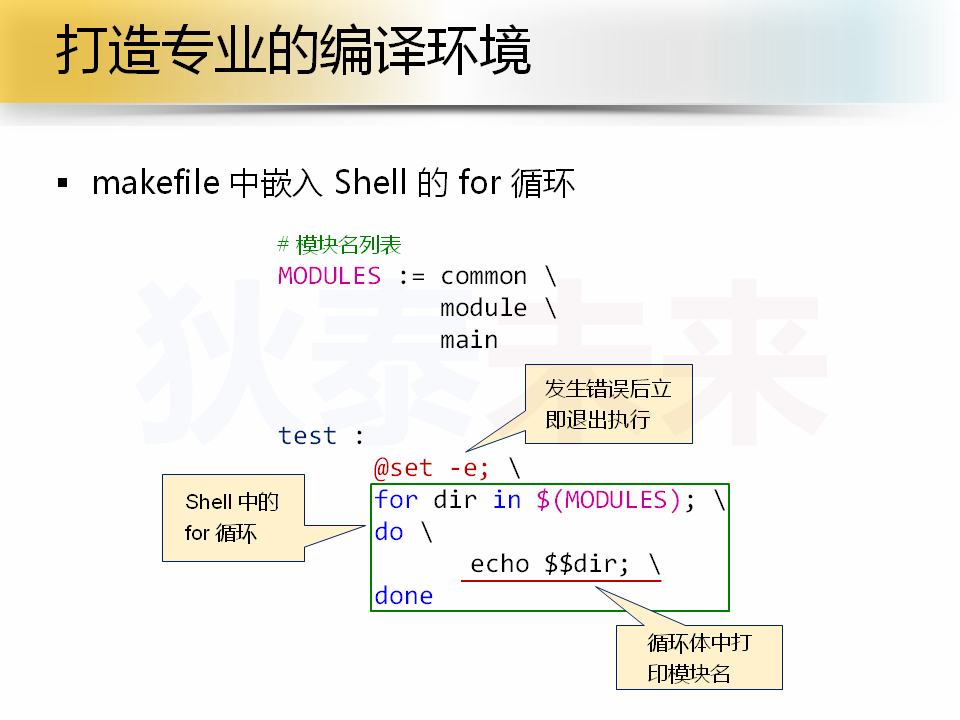 打造专业的编译环境
▪ makefile 中嵌入 Shell 的 for 循环
# 模块名列表
MODULES := common \
module \
main
狄泰未来
发生错误后立
即退出执行
test :
@set -e; \
Shell 中的
for 循环
for dir in $(MODULES); \
do \
echo $$dir; \
done
循环体中打
印模块名